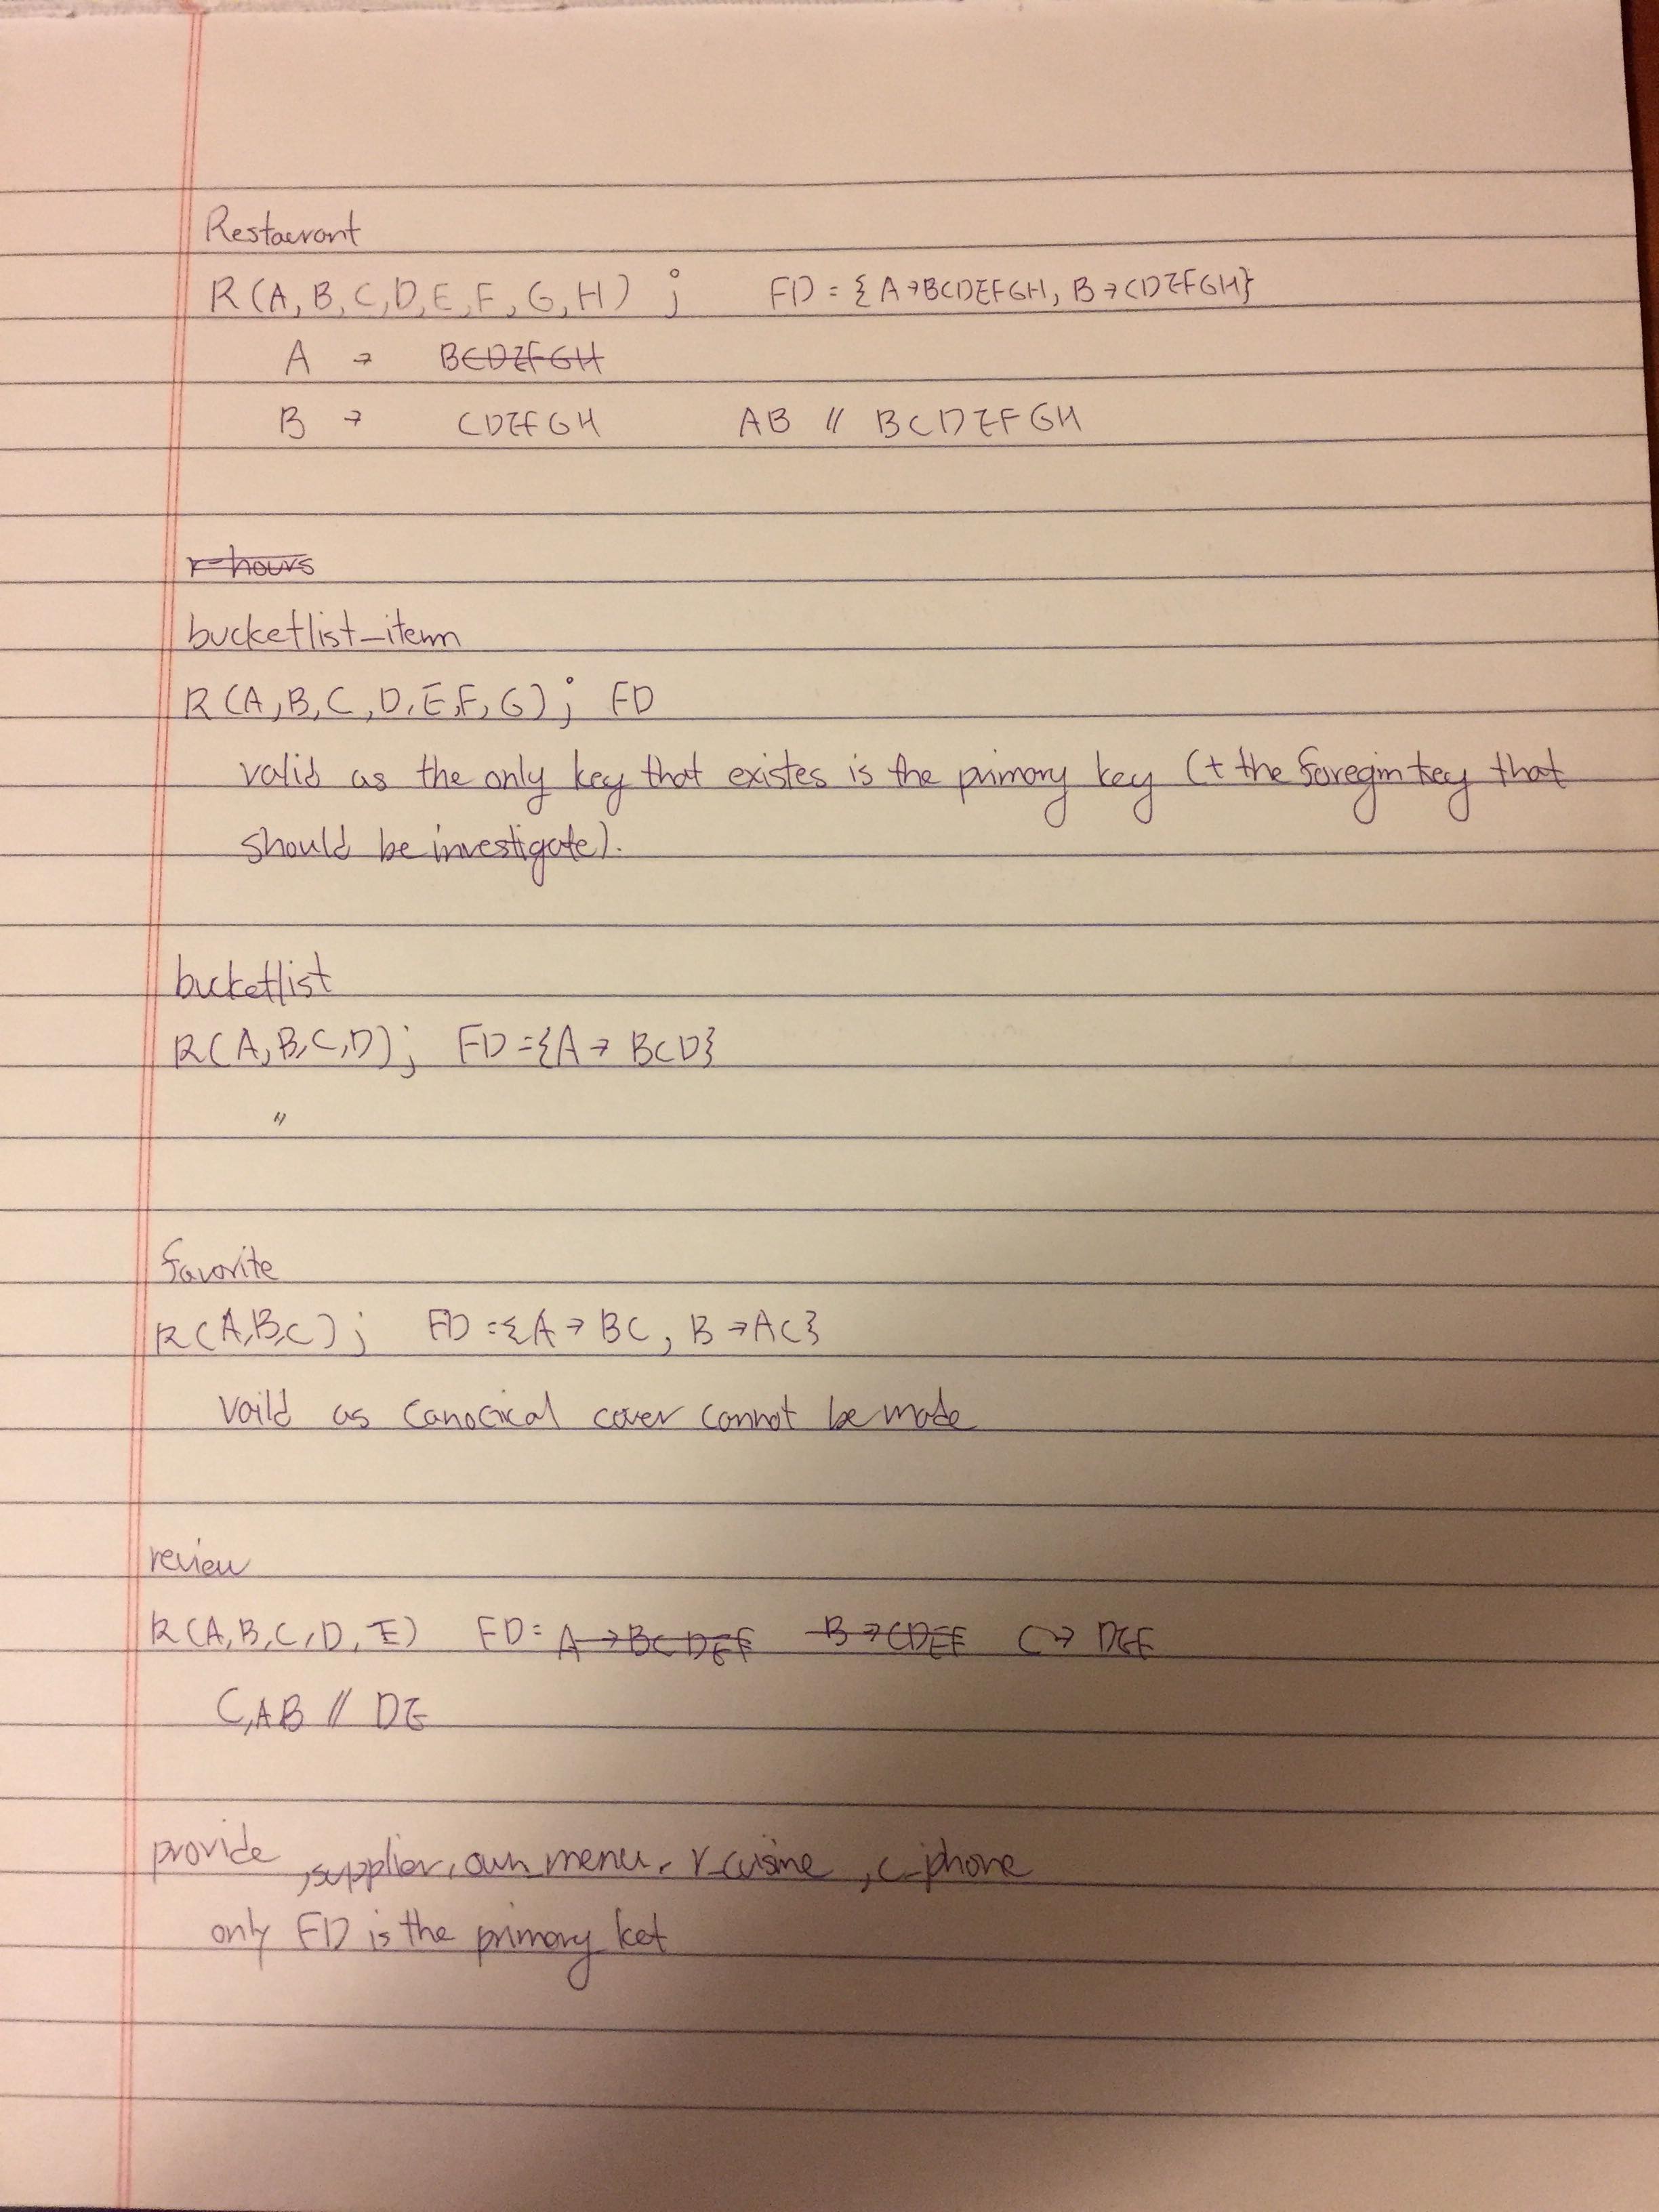 Restaurant
R(A,B,C,D,E,F,G,H) ; FD = {A→BCDEFGH, B→CDEFGH}
A → BCDEFGH
B → CDEFGH AB // BCDEFGH
r-hours
bucketlist_item
R(A,B,C,D,E,F,G); FD
valid as the only key that existes is the primary key (+ the foregin key that
should be investigate).
bucketlist
R(A,B,C,D); FD={A→ BCD}
〃
favorite
R(A,B,C); FD={A→BC, B→AC}
vaild as canocical cover cannot be made
review
R(A,B,C,D,E) FD: A→BCDEF B→CDEF C→ DEF
C,AB // DE
provide, supplier, own_menu, r_cuisine, c_phone
only FD is the primary ket